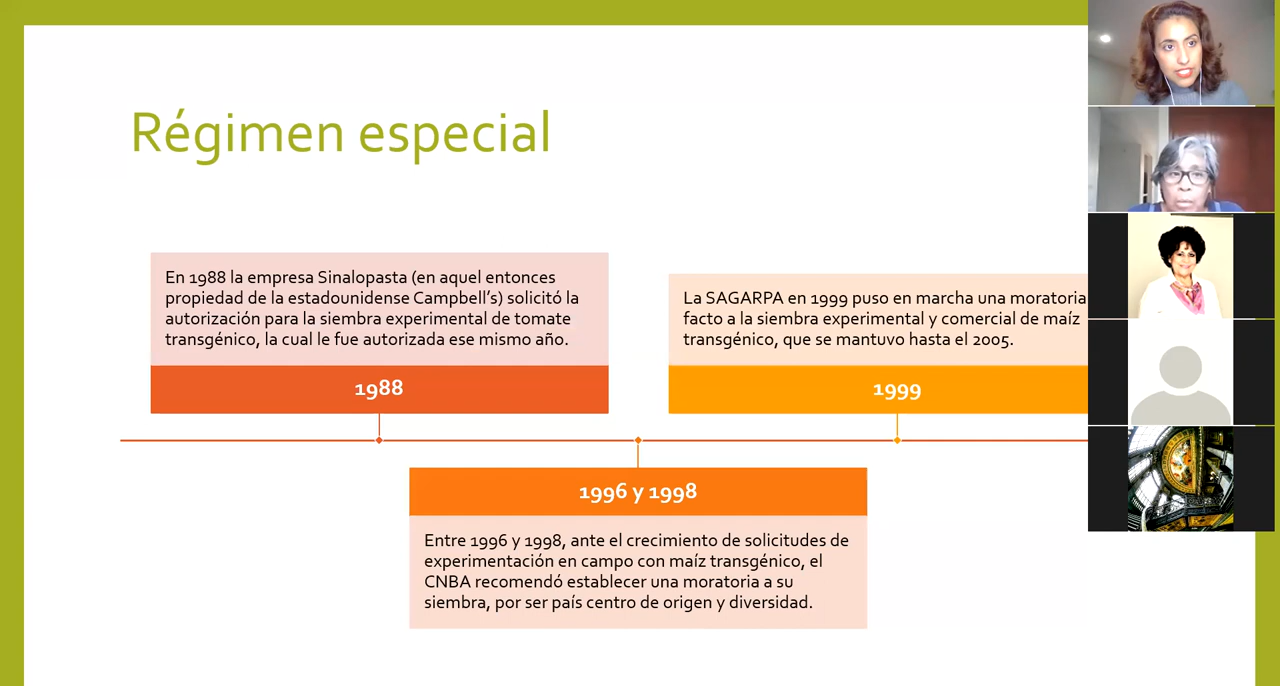 Régimen especial
En 1988 la empresa Sinalopasta (en aquel entonces
propiedad de la estadounidense Campbell's) solicitó la
autorización para la siembra experimental de tomate
transgénico, la cual le fue autorizada ese mismo año.
1988
La SAGARPA en 1999 puso en marcha una moratoria
facto a la siembra experimental y comercial de maíz
transgénico, que se mantuvo hasta el 2005.
1999
1996 y 1998
Entre 1996 y 1998, ante el crecimiento de solicitudes de
experimentación en campo con maíz transgénico, el
CNBA recomendó establecer una moratoria a su
siembra, por ser país centro de origen y diversidad.